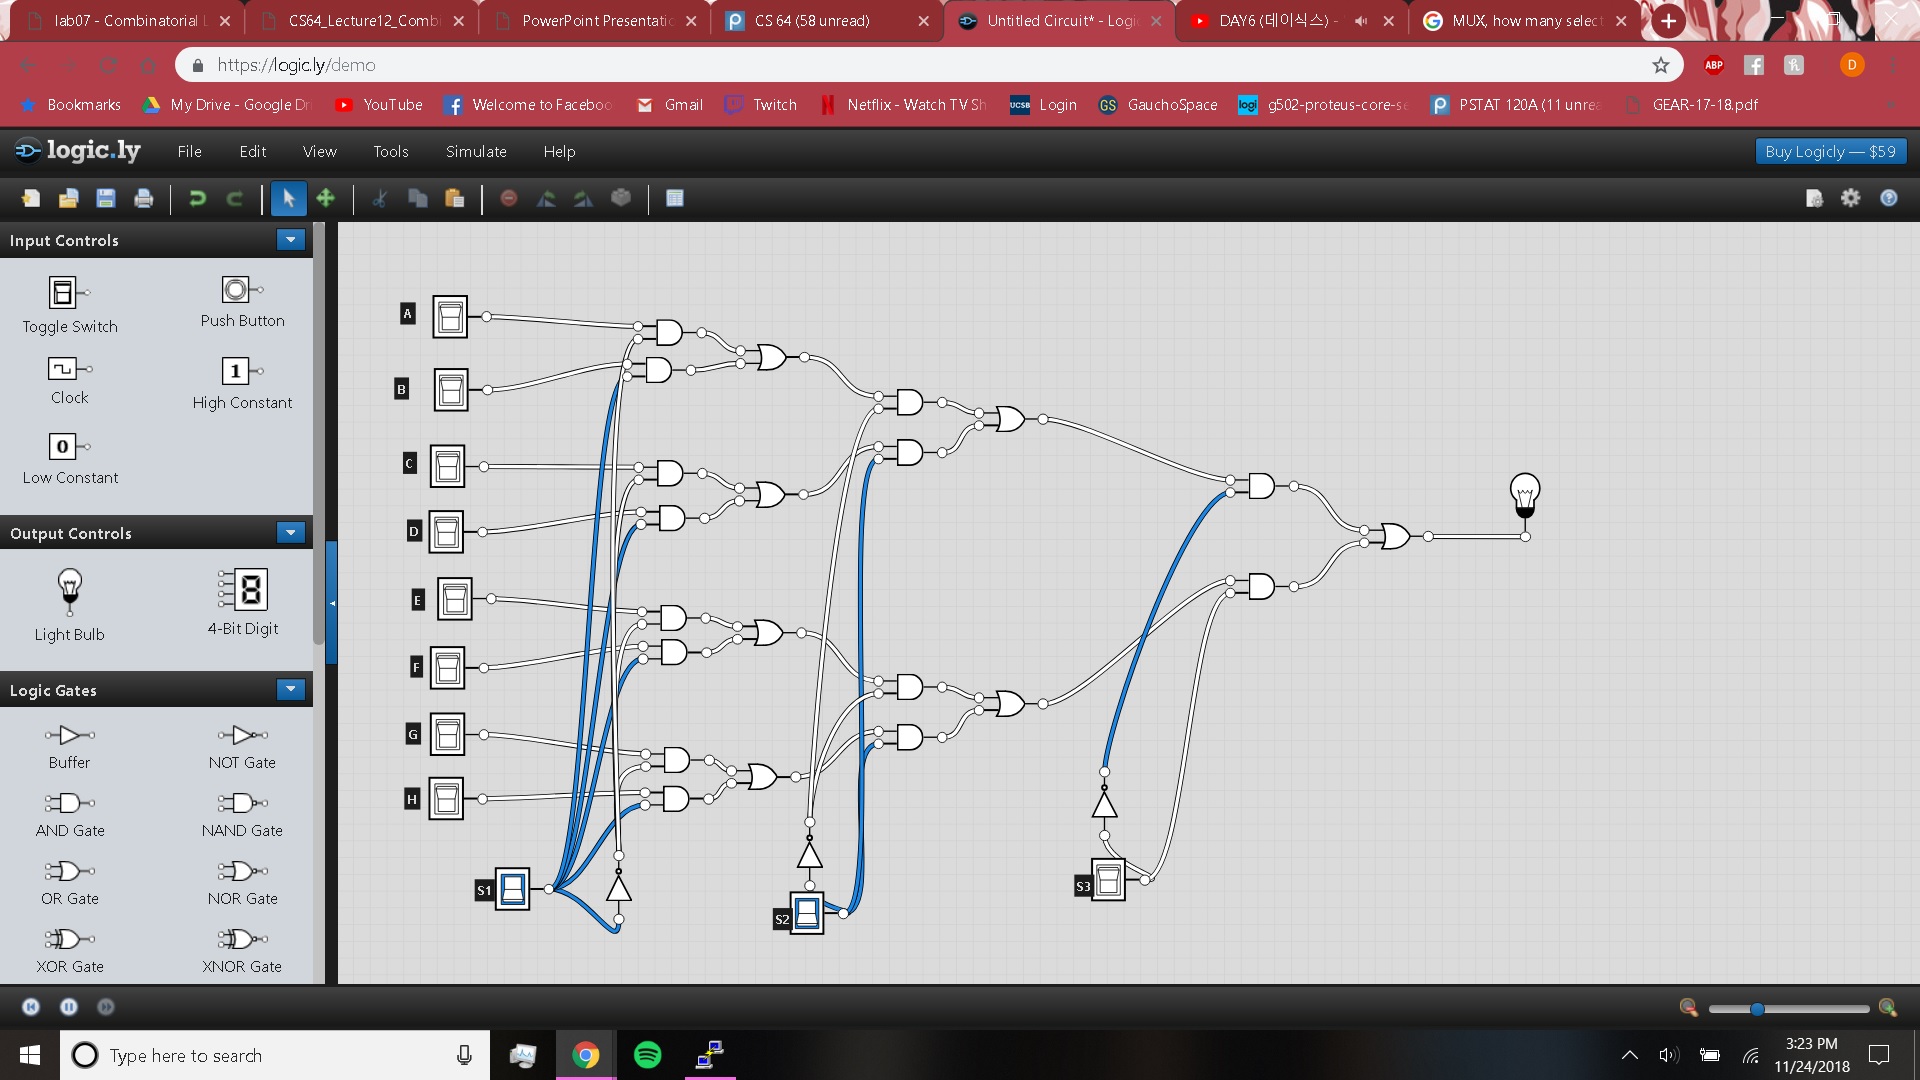 lab07 - Combinatorial L
CS64_Lecture12_Combi
PowerPoint Presentatic
CS 64 (58 unread)
Untitled Circuit* - Logic
DAY6 (데이식스) -
MUX, how many select
https://logic.ly/demo
ABP
D
Bookmarks
My Drive - Google Dr
YouTube
Welcome to Faceboo
Gmail
Twitch
Netflix - Watch TV Sh
UCSB
Login
GS
GauchoSpace
logi
g502-proteus-core-se
PSTAT 120A (11 unrea
GEAR-17-18.pdf
logic.ly
File
Edit
View
Tools
Simulate
Help
Buy Logicly — $59
Input Controls
Toggle Switch
Push Button
Clock
1
High Constant
0
Low Constant
Output Controls
Light Bulb
8
4-Bit Digit
Logic Gates
Buffer
NOT Gate
AND Gate
NAND Gate
OR Gate
NOR Gate
XOR Gate
XNOR Gate
A
B
C
D
E
F
G
H
S1
S2
S3
Type here to search
3:23 PM
11/24/2018